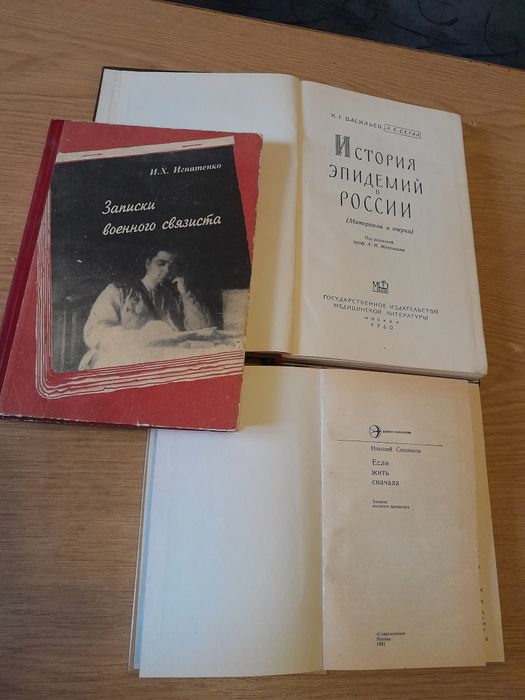 И.Х. Игнатенко
Записки
военного связиста
К. Г. ВАСИЛЬЕВ, А. Е. СЕГАЛ
ИСТОРИЯ
ЭПИДЕМИЙ
В
РОССИИ
(Материалы и очерки)
Под редакцией
проф. А. И. Метелкина
ГОСУДАРСТВЕННОЕ ИЗДАТЕЛЬСТВО
МЕДИЦИНСКОЙ ЛИТЕРАТУРЫ
МОСКВА
1960
Николай
Если
жить
сначала
Записки
«Современник»
Москва